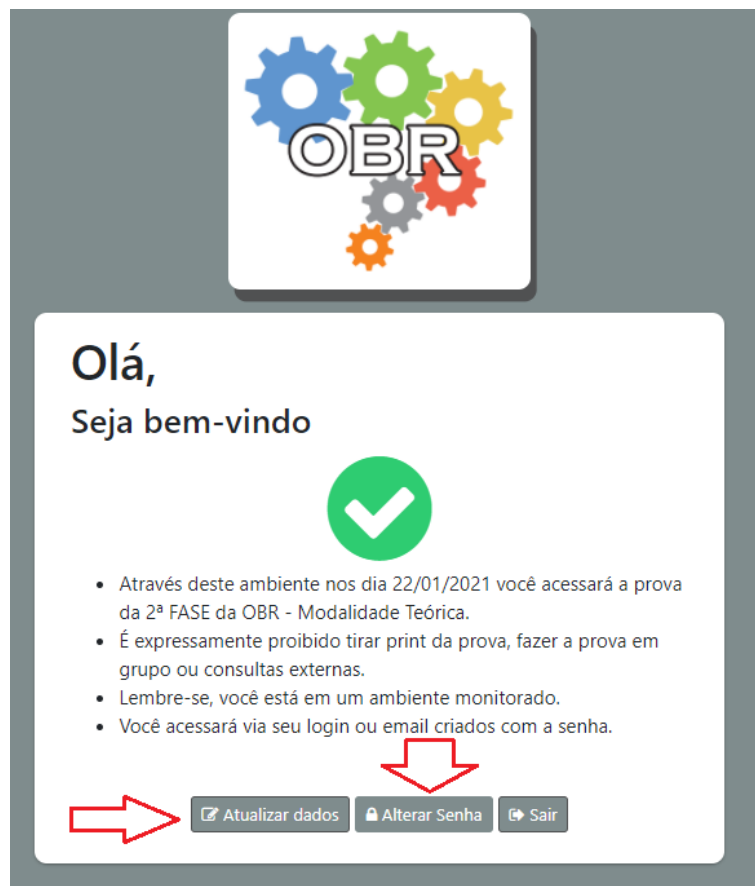 OBR
Olá,
Seja bem-vindo
• Através deste ambiente nos dia 22/01/2021 você acessará a prova
da 2ª FASE da OBR - Modalidade Teórica.
• É expressamente proibido tirar print da prova, fazer a prova em
grupo ou consultas externas.
• Lembre-se, você está em um ambiente monitorado.
• Você acessará via seu login ou email criados com a senha.
Atualizar dados Alterar Senha Sair